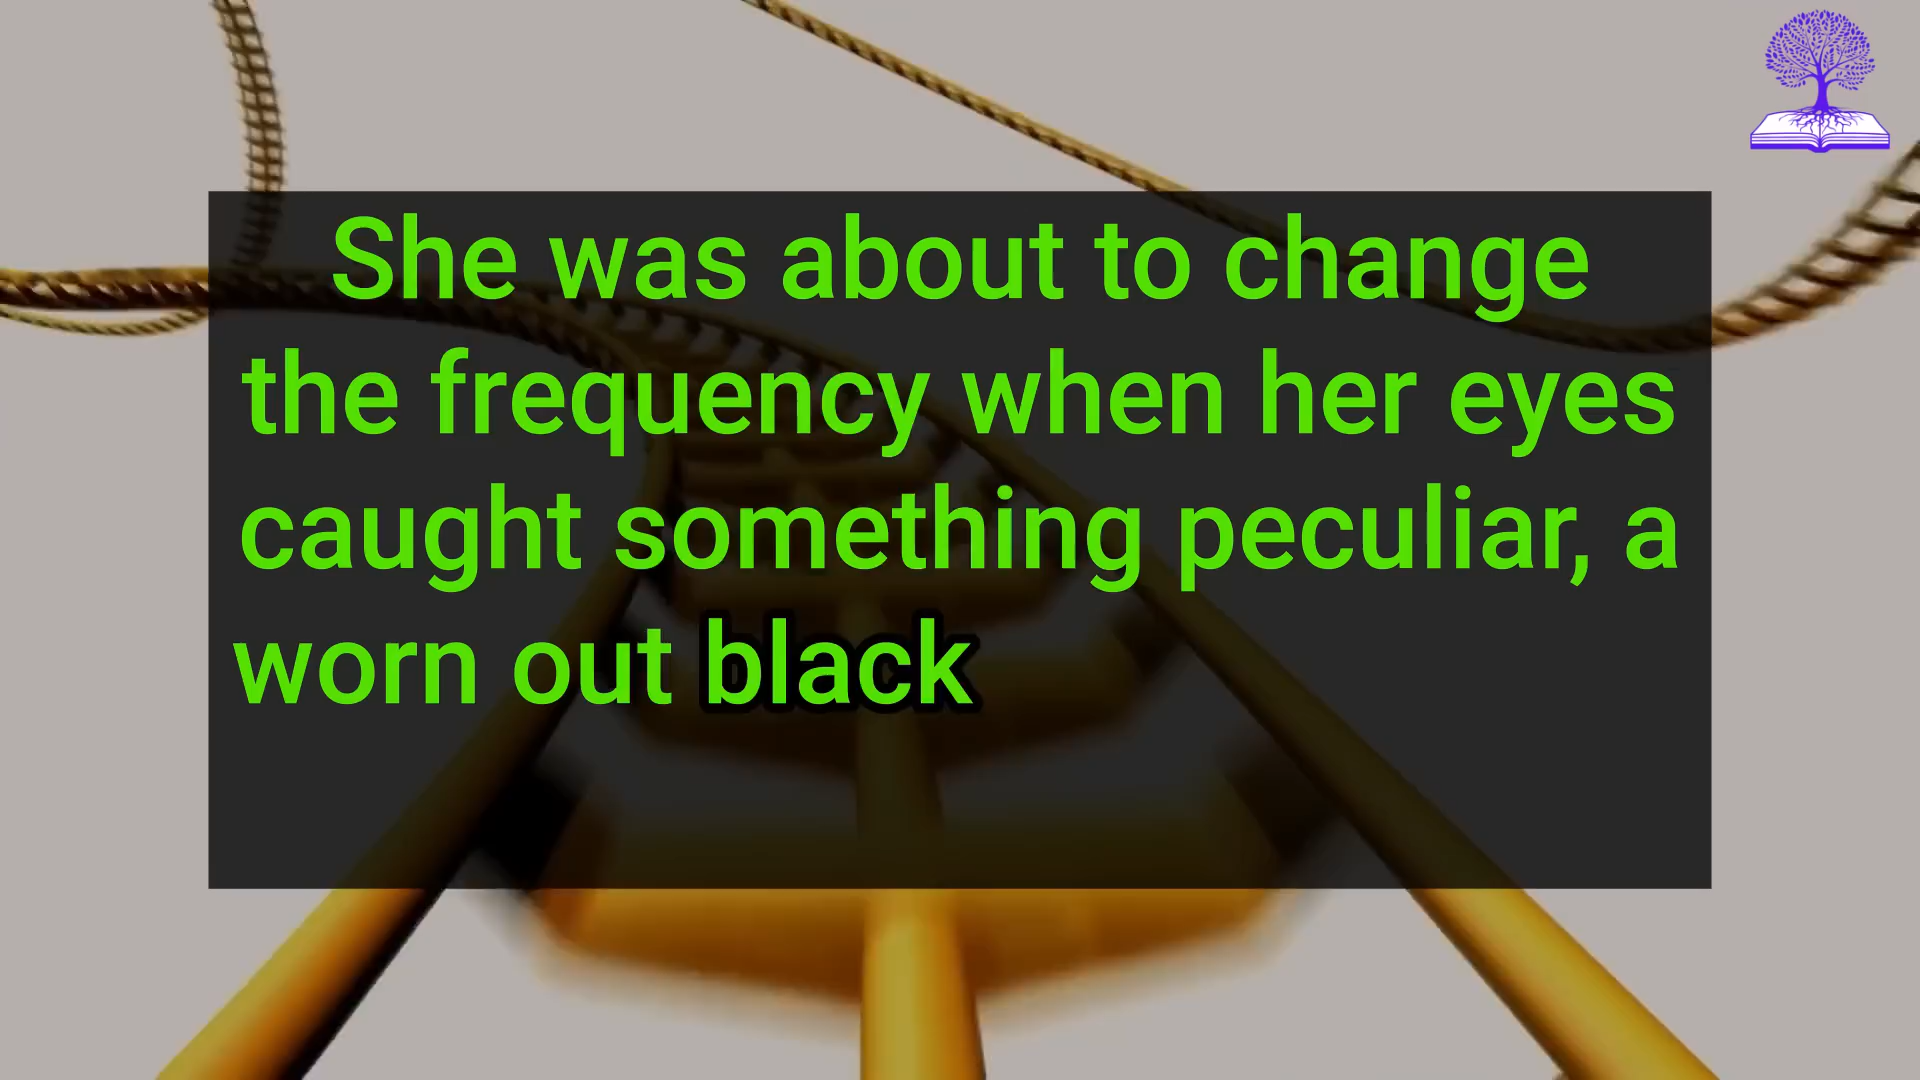 She was about to change
the frequency when her eyes
caught something peculiar, a
worn out black